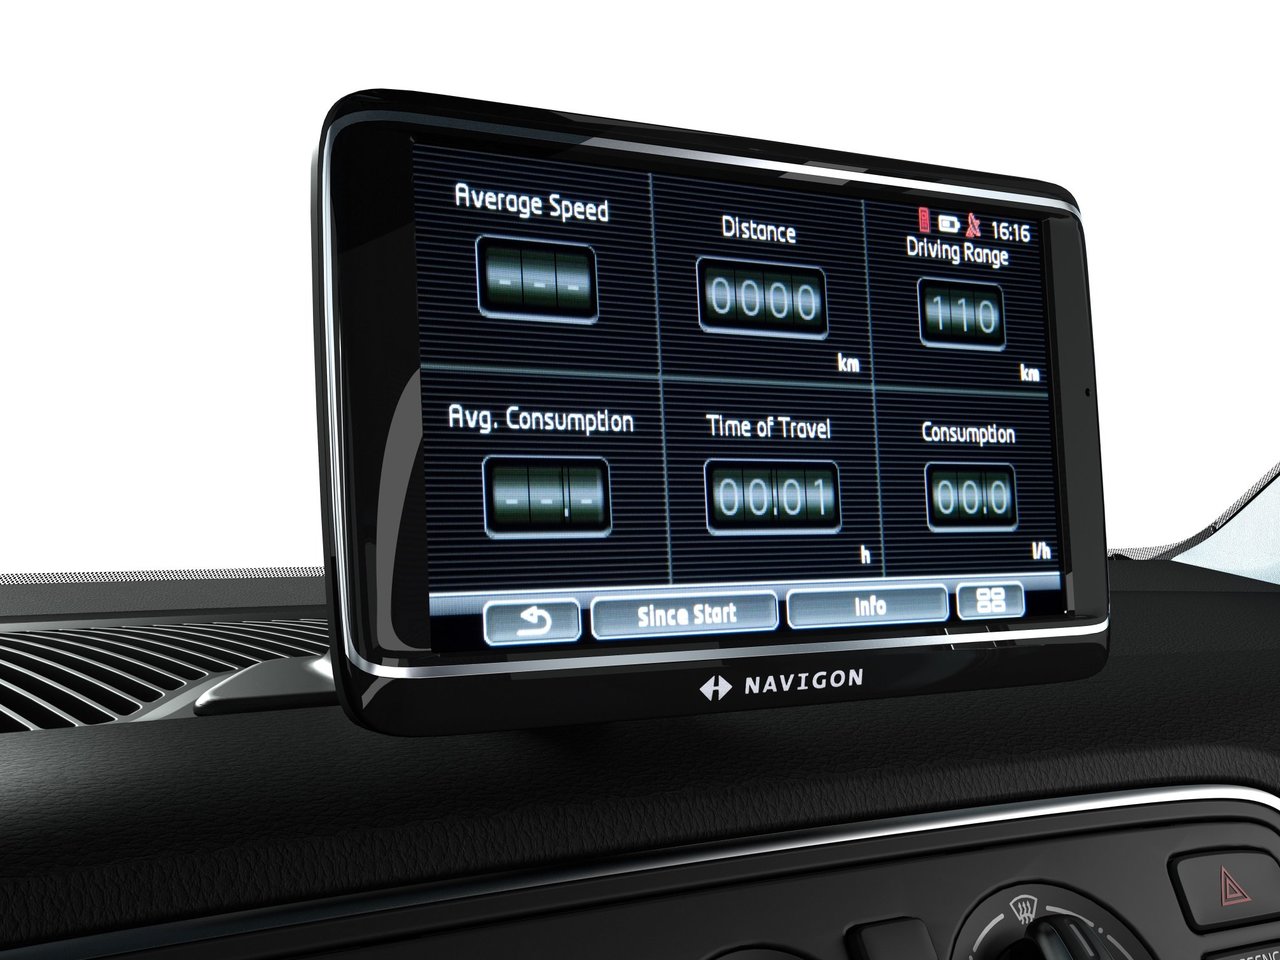 Average Speed
---
Distance
0000
km
16:16
Driving Range
110
km
Avg. Consumption
--.-
Time of Travel
00:01
h
Consumption
00.0
l/h
Since Start
Info
NAVIGON